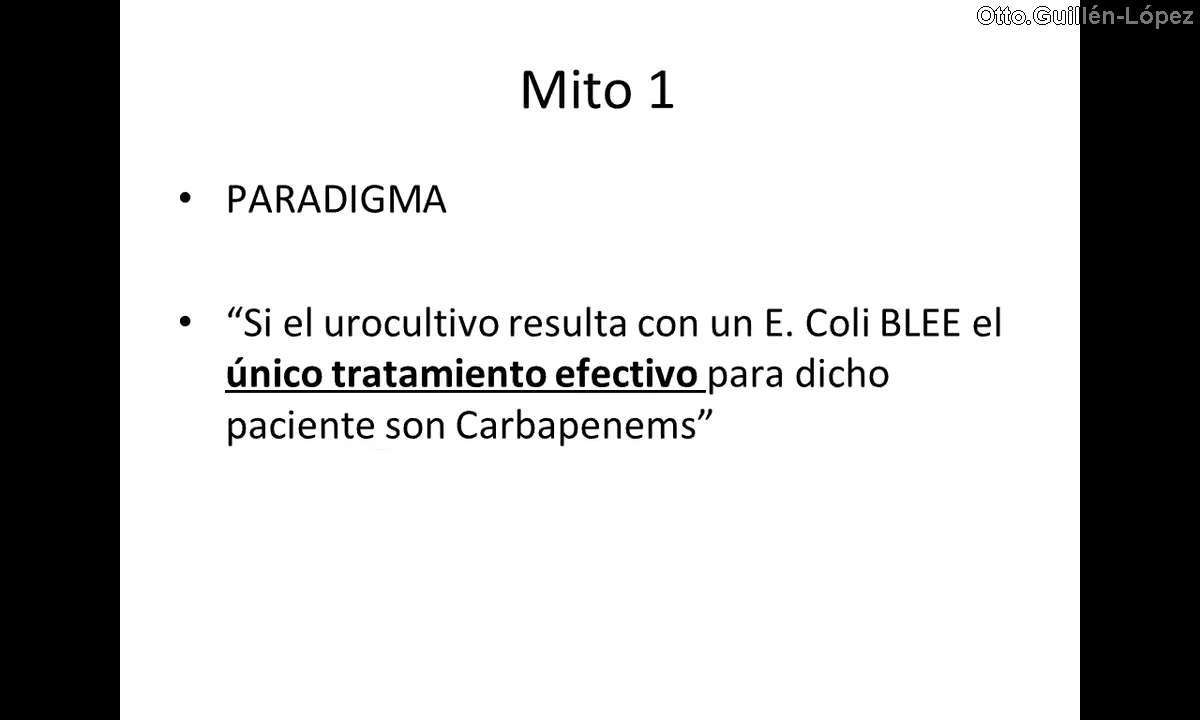 Otto.Guillén-López
Mito 1
• PARADIGMA
• “Si el urocultivo resulta con un E. Coli BLEE el
único tratamiento efectivo para dicho
paciente son Carbapenems”